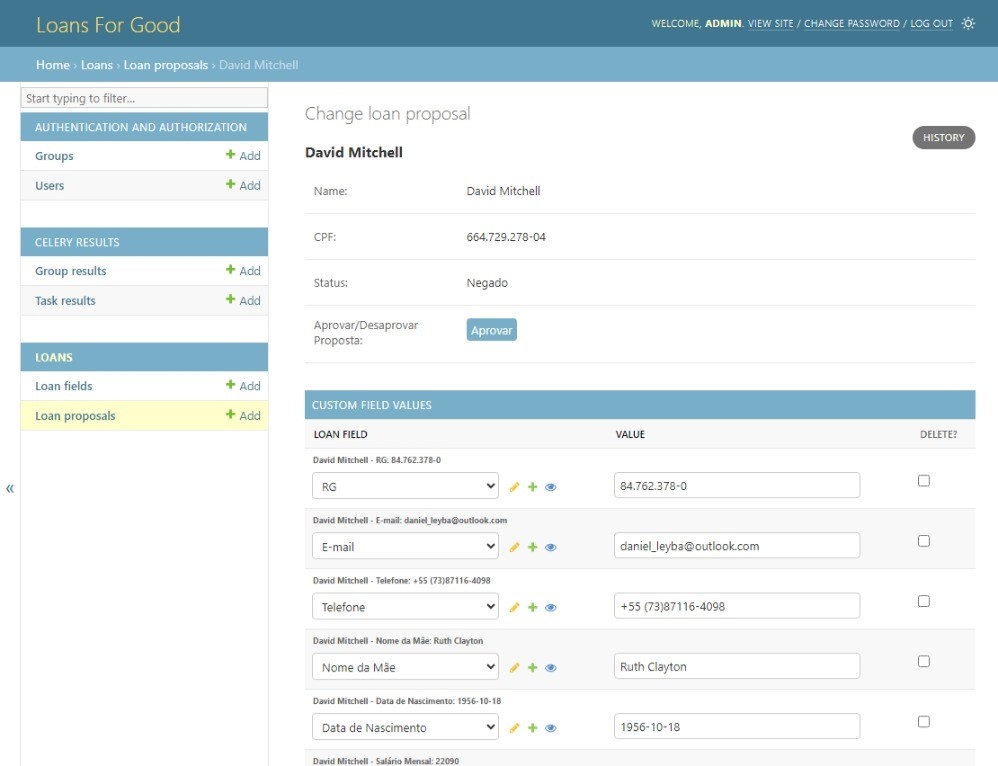 Loans For Good
WELCOME, ADMIN. VIEW SITE / CHANGE PASSWORD / LOG OUT
Home › Loans › Loan proposals › David Mitchell
Start typing to filter...
AUTHENTICATION AND AUTHORIZATION
Groups + Add
Users + Add
CELERY RESULTS
Group results + Add
Task results + Add
LOANS
Loan fields + Add
Loan proposals + Add
«
Change loan proposal
HISTORY
David Mitchell
Name: David Mitchell
CPF: 664.729.278-04
Status: Negado
Aprovar/Desaprovar
Proposta:
Aprovar
CUSTOM FIELD VALUES
LOAN FIELD VALUE DELETE?
David Mitchell - RG: 84.762.378-0
RG 84.762.378-0
David Mitchell - E-mail: daniel_leyba@outlook.com
E-mail daniel_leyba@outlook.com
David Mitchell - Telefone: +55 (73)87116-4098
Telefone +55 (73)87116-4098
David Mitchell - Nome da Mãe: Ruth Clayton
Nome da Mãe Ruth Clayton
David Mitchell - Data de Nascimento: 1956-10-18
Data de Nascimento 1956-10-18
David Mitchell - Salário Mensal: 22090